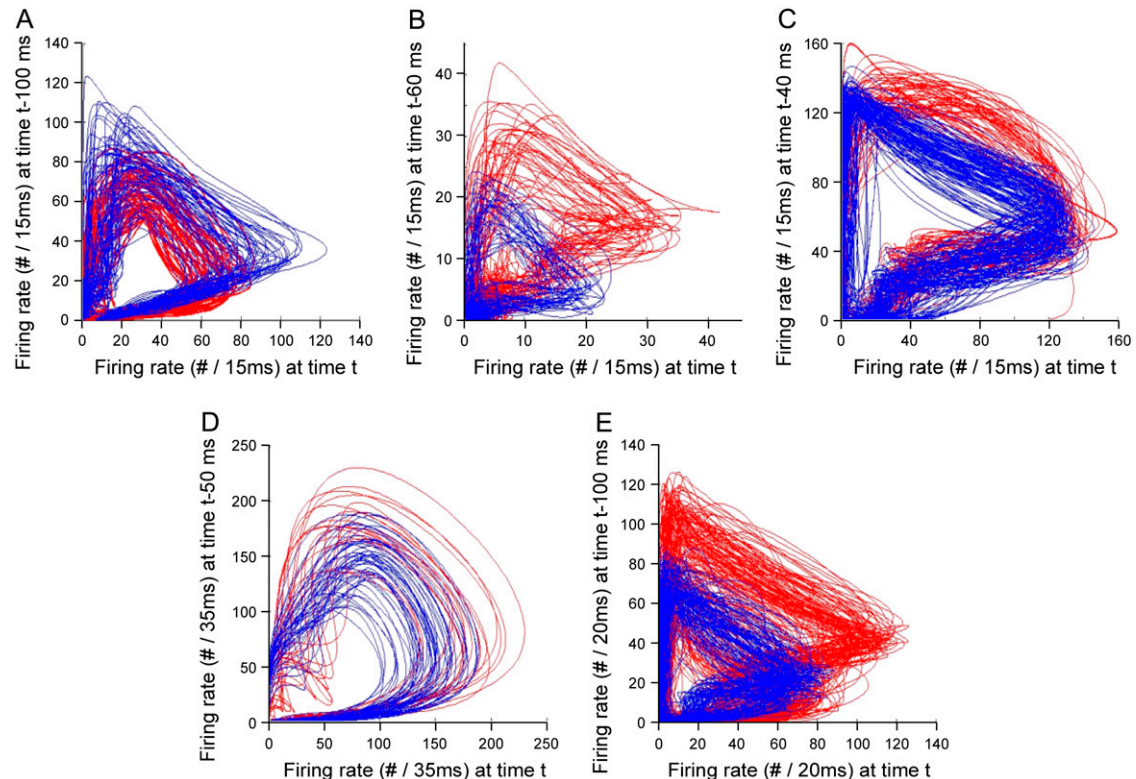 A
Firing rate (# / 15ms) at time t-100 ms
140
120
100
80
60
40
20
0
0 20 40 60 80 100 120 140
Firing rate (# / 15ms) at time t
B
Firing rate (# / 15ms) at time t-60 ms
40
30
20
10
0
0 10 20 30 40
Firing rate (# / 15ms) at time t
C
Firing rate (# / 15ms) at time t-40 ms
160
120
80
40
0
0 40 80 120 160
Firing rate (# / 15ms) at time t
D
Firing rate (# / 35ms) at time t-50 ms
250
200
150
100
50
0
0 50 100 150 200 250
Firing rate (# / 35ms) at time t
E
Firing rate (# / 20ms) at time t-100 ms
140
120
100
80
60
40
20
0
0 20 40 60 80 100 120 140
Firing rate (# / 20ms) at time t